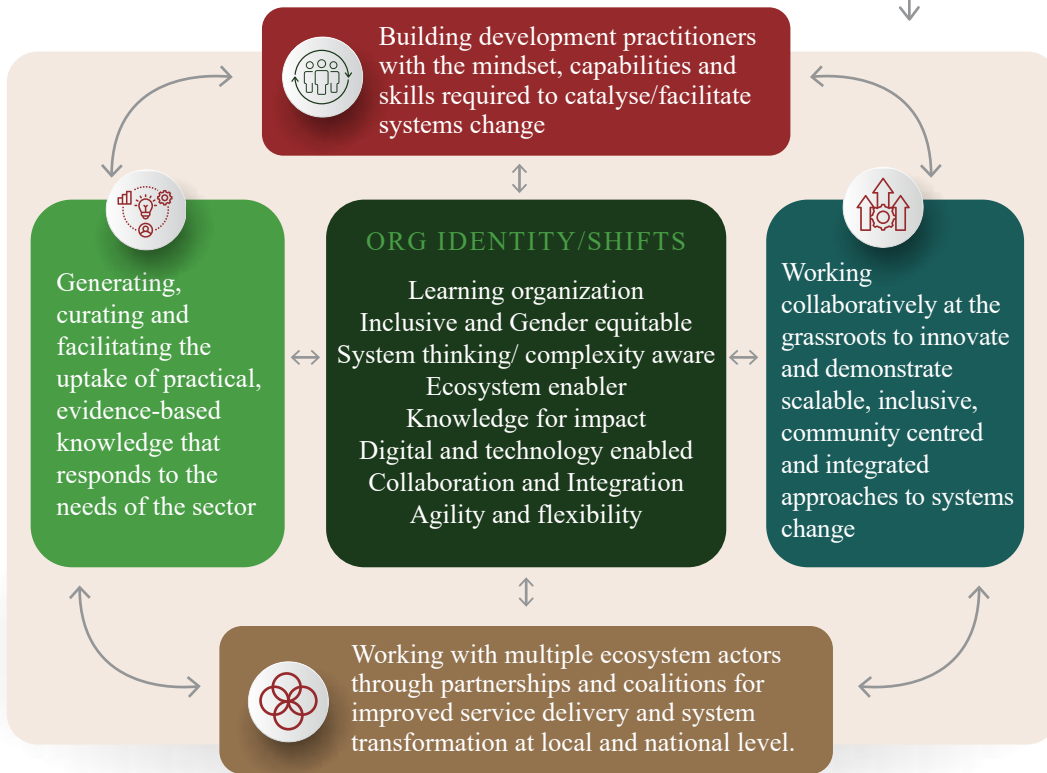 Building development practitioners
with the mindset, capabilities and
skills required to catalyse/facilitate
systems change
Generating,
curating and
facilitating the
uptake of practical,
evidence-based
knowledge that
responds to the
needs of the sector
ORG IDENTITY/SHIFTS
Learning organization
Inclusive and Gender equitable
System thinking/ complexity aware
Ecosystem enabler
Knowledge for impact
Digital and technology enabled
Collaboration and Integration
Agility and flexibility
Working
collaboratively at the
grassroots to innovate
and demonstrate
scalable, inclusive,
community centred
and integrated
approaches to systems
change
Working with multiple ecosystem actors
through partnerships and coalitions for
improved service delivery and system
transformation at local and national level.